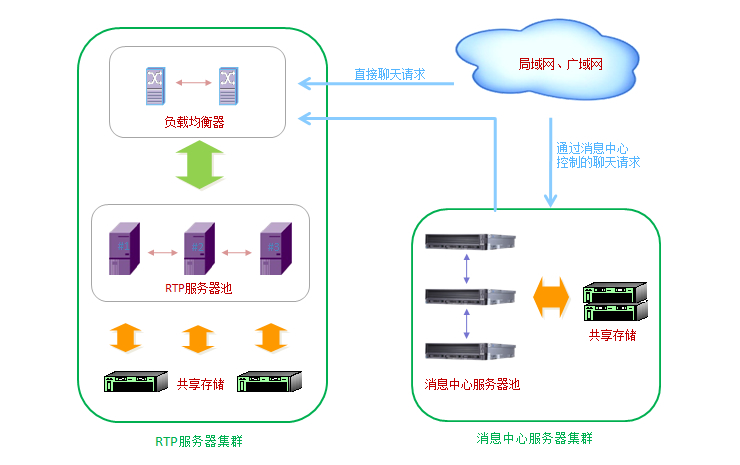 局域网、广域网
直接聊天请求
负载均衡器
通过消息中心
控制的聊天请求
#1
#2
#3
RTP服务器池
共享存储
共享存储
消息中心服务器池
RTP服务器集群
消息中心服务器集群